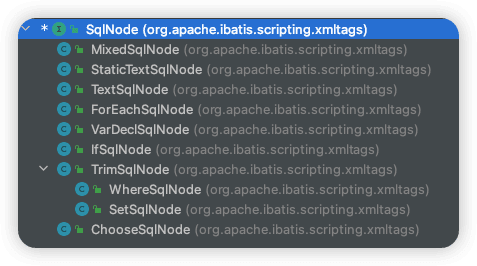 * I SqlNode (org.apache.ibatis.scripting.xmltags)
C MixedSqlNode (org.apache.ibatis.scripting.xmltags)
C StaticTextSqlNode (org.apache.ibatis.scripting.xmltags)
C TextSqlNode (org.apache.ibatis.scripting.xmltags)
C ForEachSqlNode (org.apache.ibatis.scripting.xmltags)
C VarDeclSqlNode (org.apache.ibatis.scripting.xmltags)
C IfSqlNode (org.apache.ibatis.scripting.xmltags)
C TrimSqlNode (org.apache.ibatis.scripting.xmltags)
C WhereSqlNode (org.apache.ibatis.scripting.xmltags)
C SetSqlNode (org.apache.ibatis.scripting.xmltags)
C ChooseSqlNode (org.apache.ibatis.scripting.xmltags)